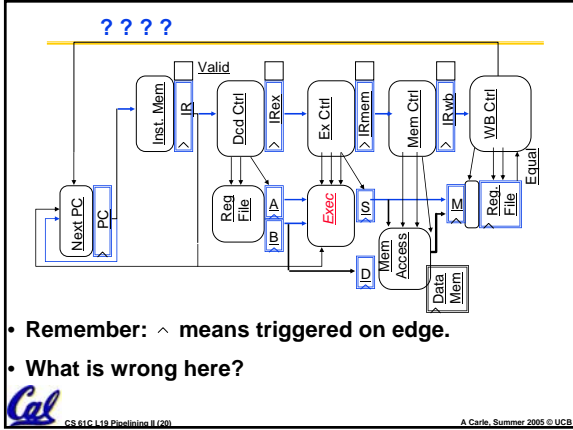 ? ? ? ?
Valid
Inst. Mem
IR
Dcd Ctrl
IRex
Ex Ctrl
IRmem
Mem Ctrl
IRwb
WB Ctrl
Equal
Next PC
PC
Reg
File
A
B
Exec
S
D
Mem
Access
M
Reg.
File
Data
Mem
• Remember: ^ means triggered on edge.
• What is wrong here?
Cal
CS 61C L19 Pipelining II (20)
A Carle, Summer 2005 © UCB